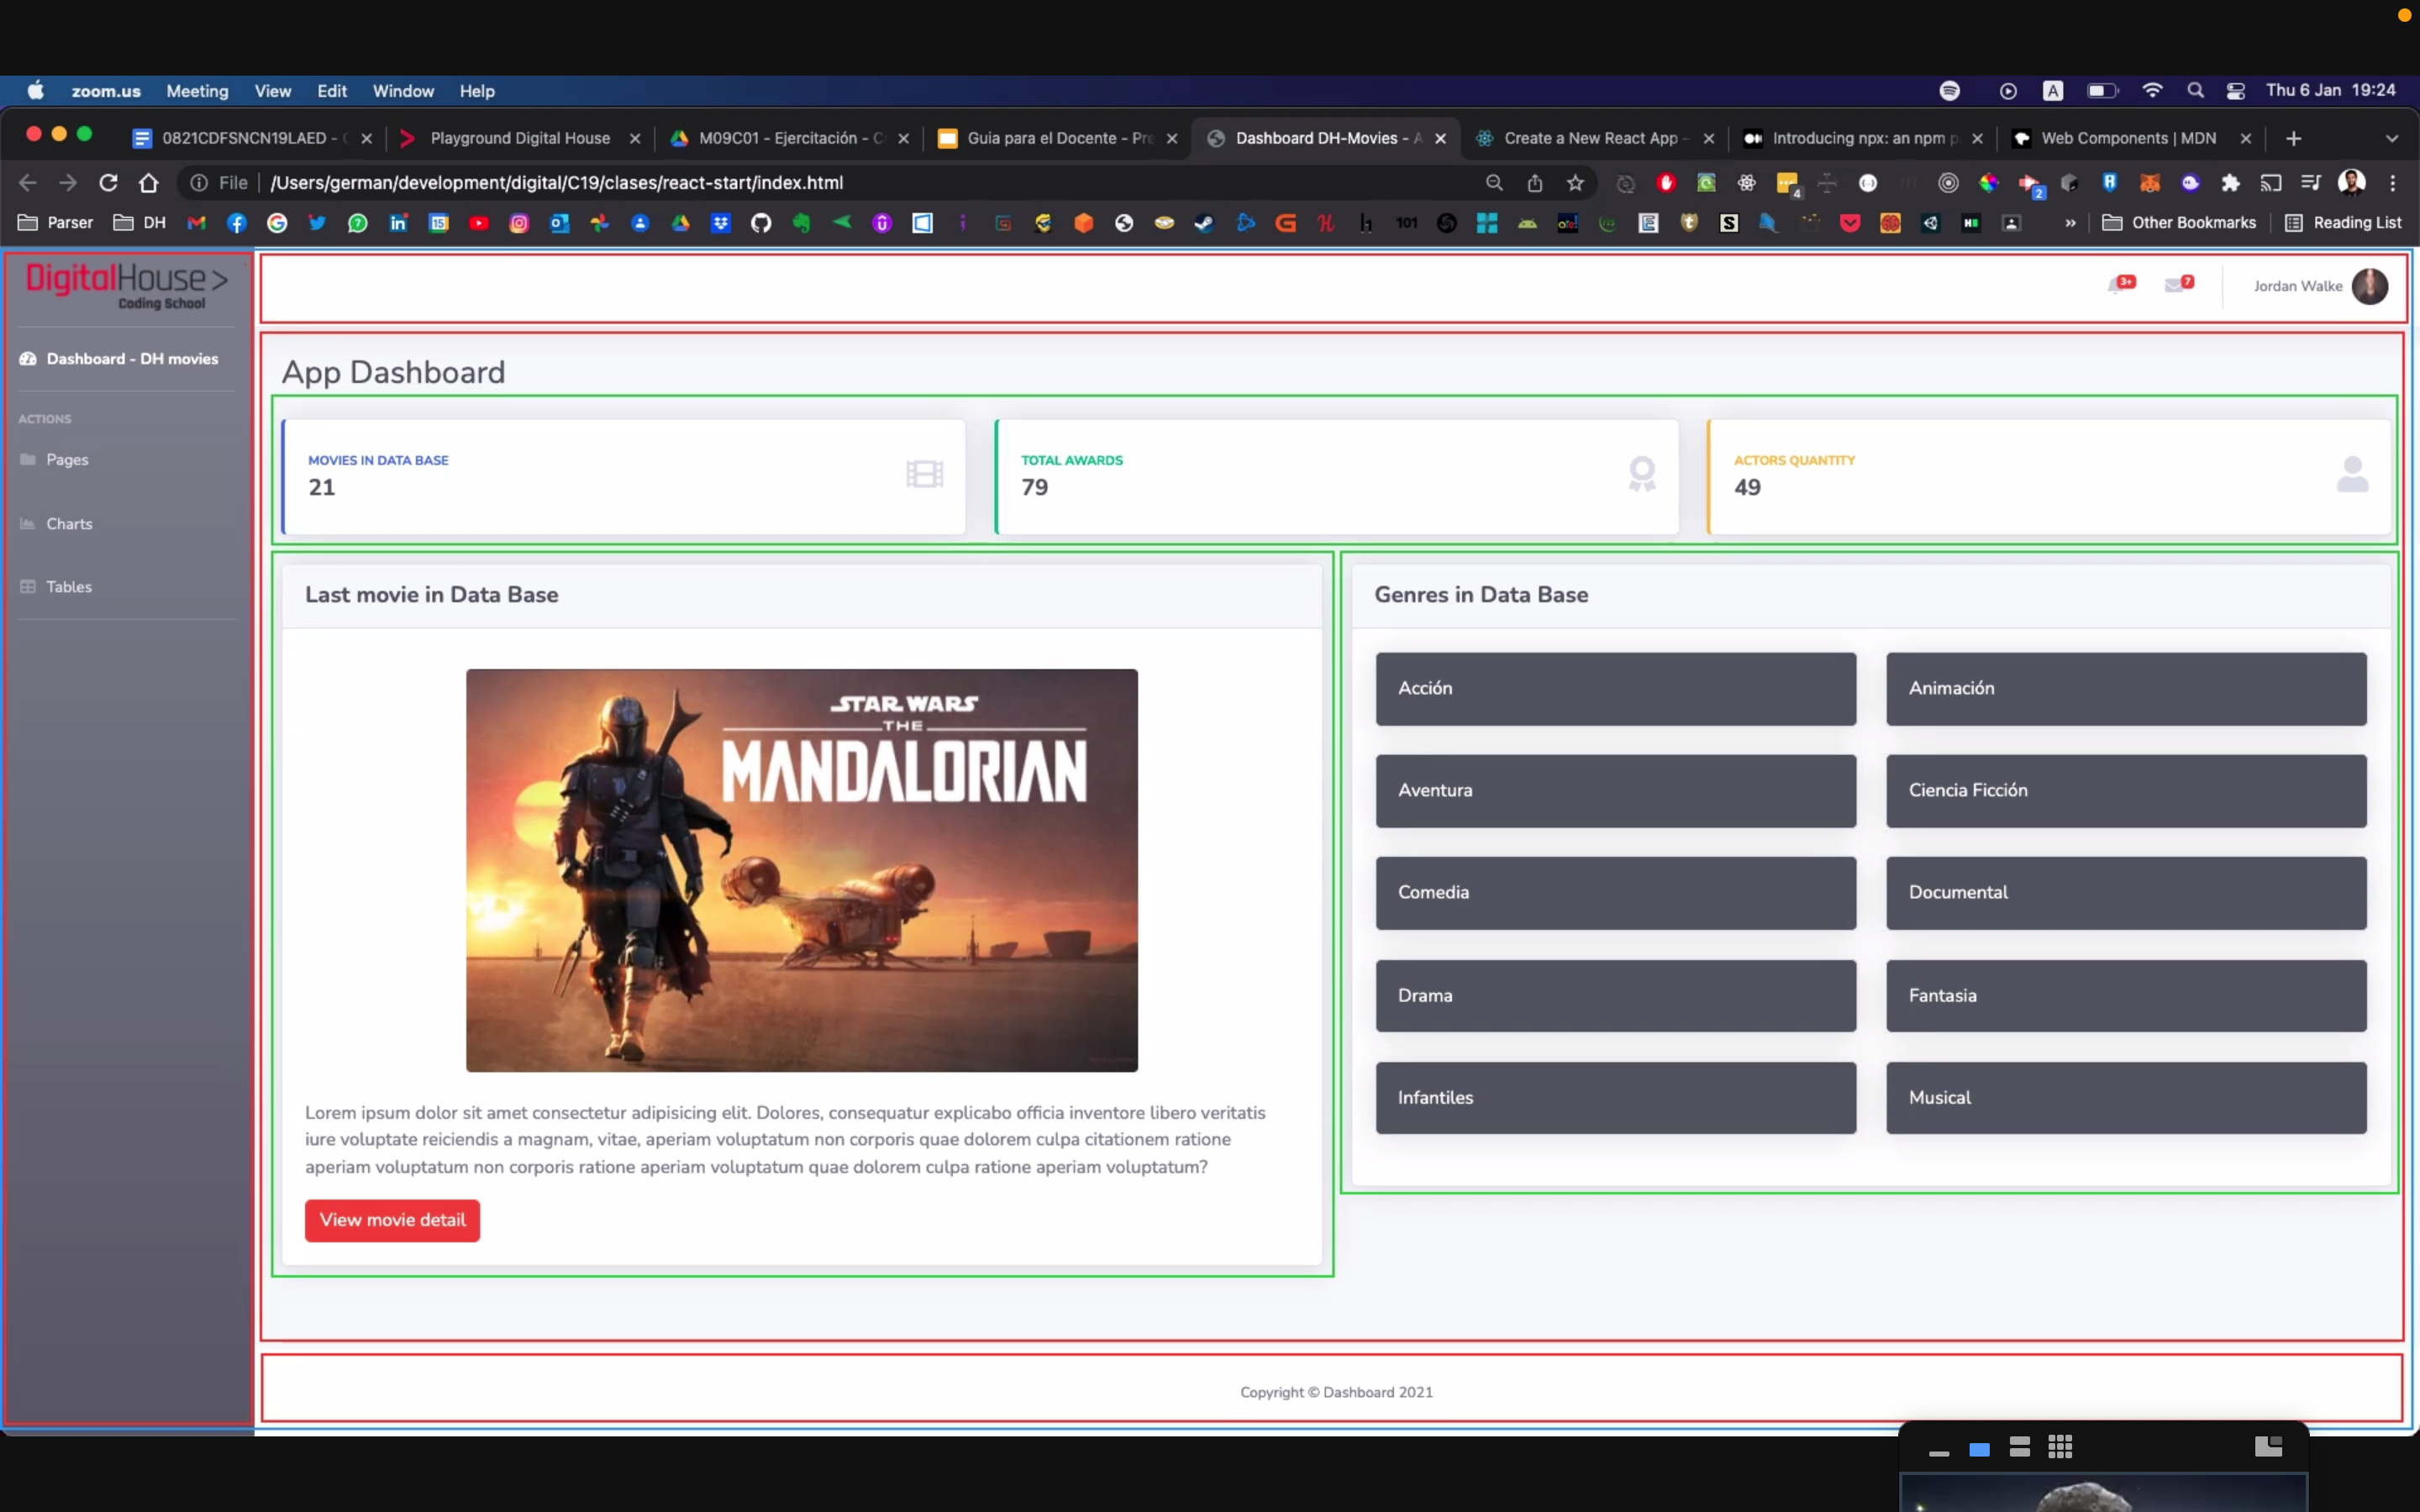 zoom.us Meeting View Edit Window Help A Thu 6 Jan 19:24
0821CDFSNCN19LAED - Playground Digital House M09C01 - Ejercitación - Guia para el Docente - Pre Dashboard DH-Movies - Create a New React App - Introducing npx: an npm Web Components | MDN
File /Users/german/development/digital/C19/clases/react-start/index.html 4 2
Parser DH 15 101 Other Bookmarks Reading List
DigitalHouse >
Coding School
3+ 7 Jordan Walke
Dashboard - DH movies
ACTIONS
Pages
Charts
Tables
App Dashboard
MOVIES IN DATA BASE
21
TOTAL AWARDS
79
ACTORS QUANTITY
49
Last movie in Data Base
STAR WARS
THE
MANDALORIAN
Lorem ipsum dolor sit amet consectetur adipisicing elit. Dolores, consequatur explicabo officia inventore libero veritatis
iure voluptate reiciendis a magnam, vitae, aperiam voluptatum non corporis quae dolorem culpa citationem ratione
aperiam voluptatum non corporis ratione aperiam voluptatum quae dolorem culpa ratione aperiam voluptatum?
View movie detail
Genres in Data Base
Acción Animación
Aventura Ciencia Ficción
Comedia Documental
Drama Fantasia
Infantiles Musical
Copyright © Dashboard 2021